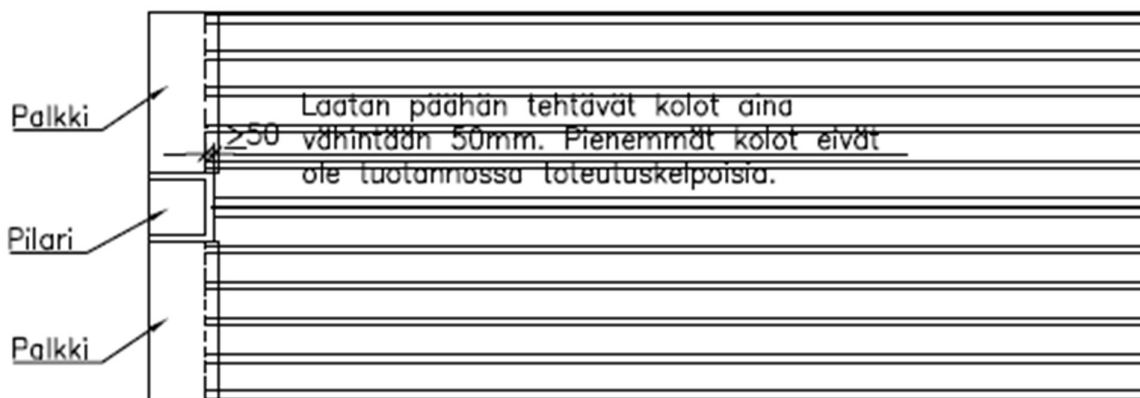 Palkki
≥50
Laatan päähän tehtävät kolot aina
vähintään 50mm. Pienemmät kolot eivät
ole tuotannossa toteutuskelpoisia.
Pilari
Palkki